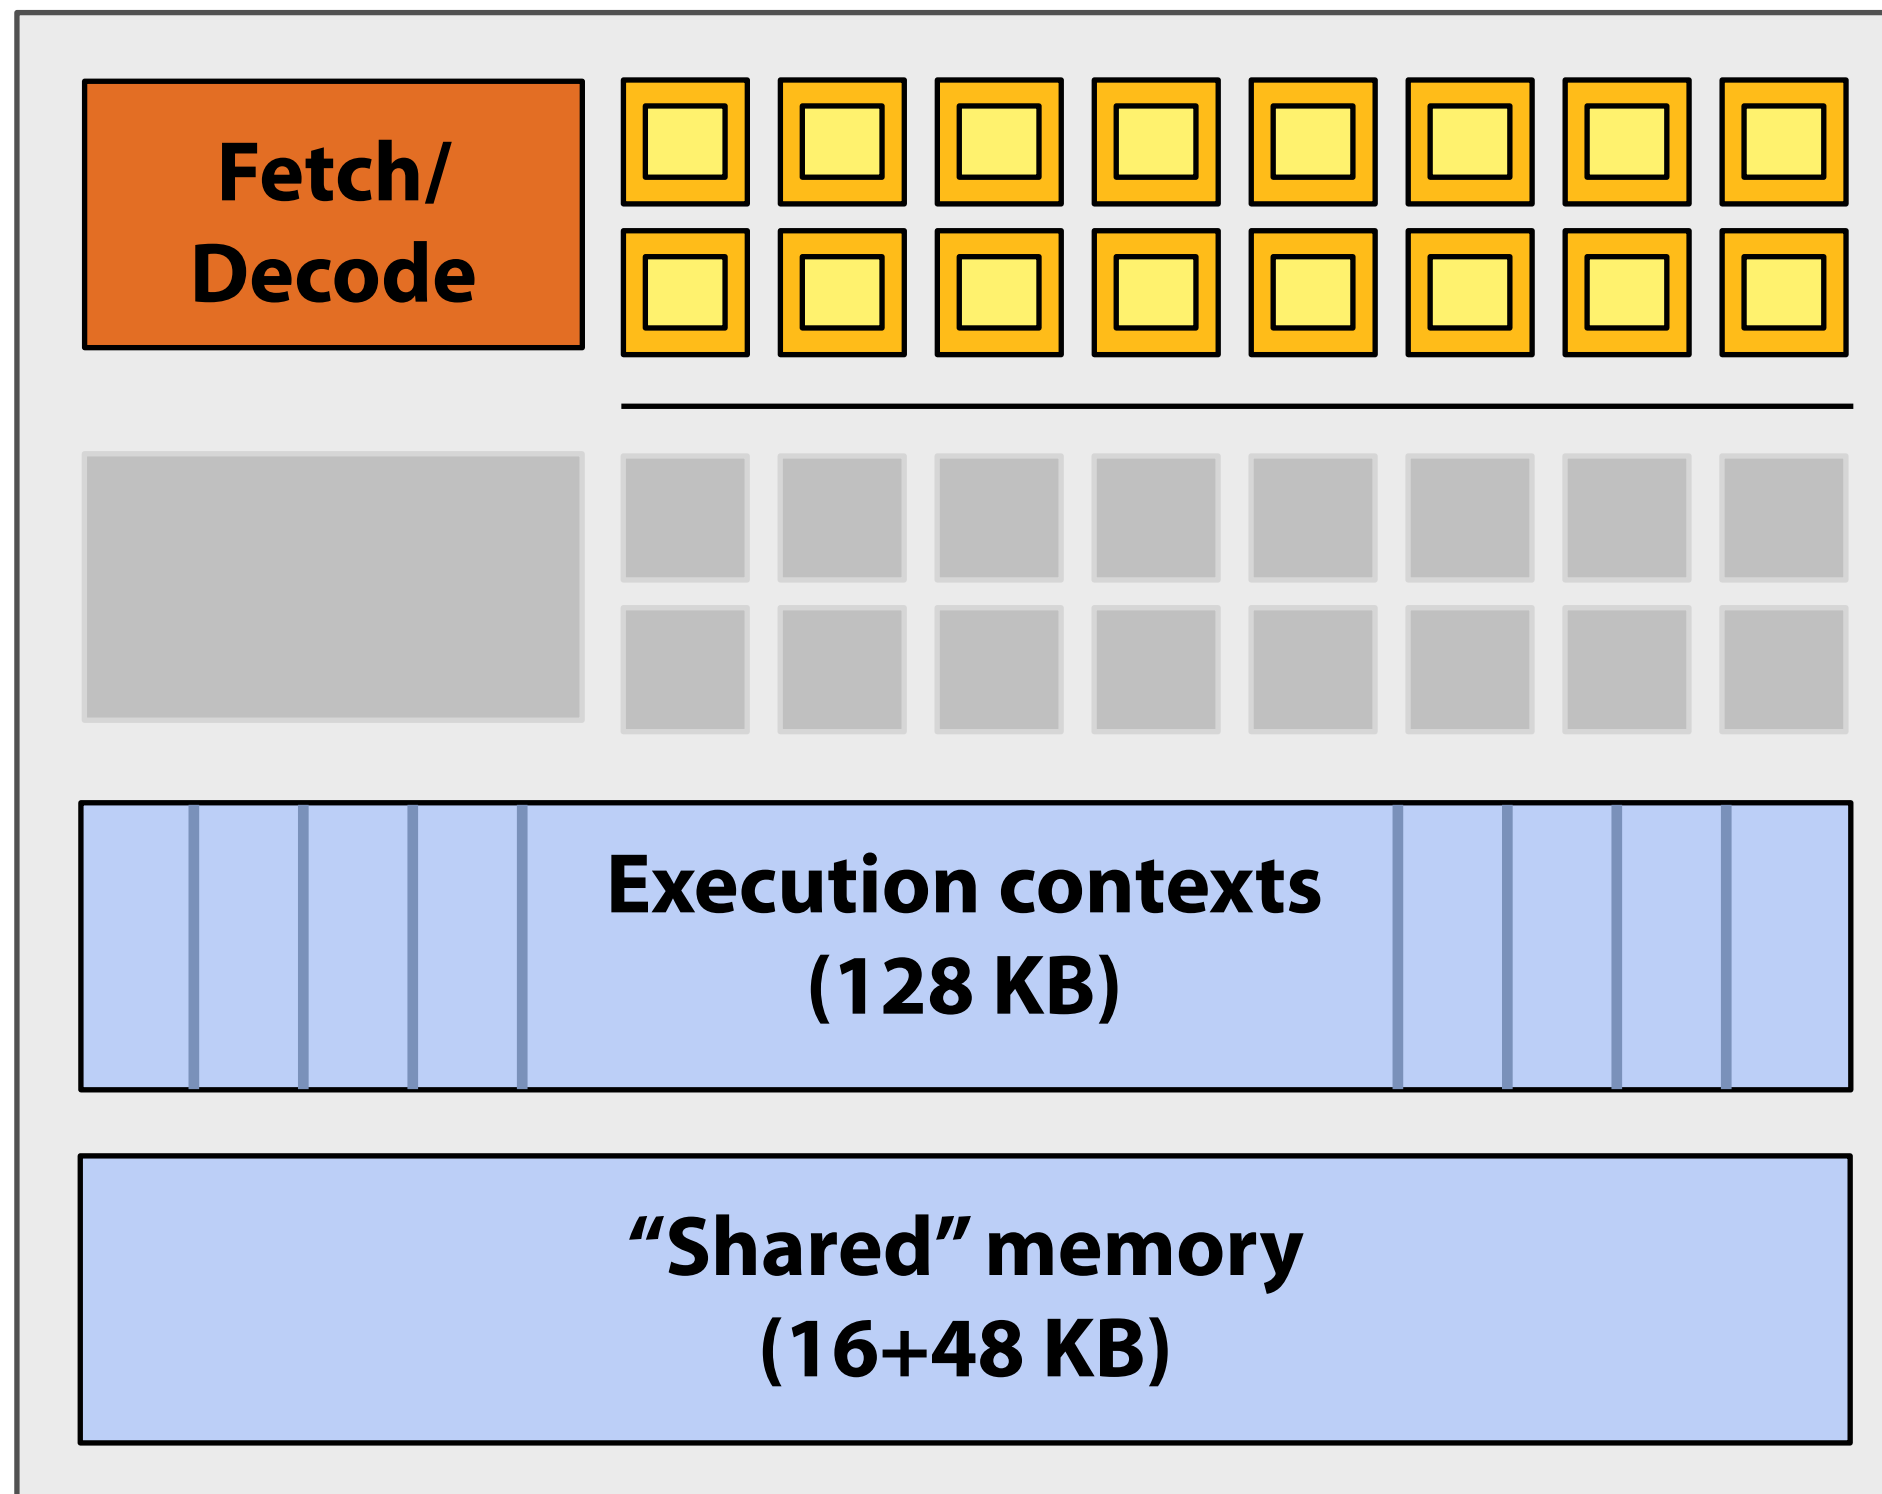 Fetch/
Decode
Execution contexts
(128 KB)
“Shared” memory
(16+48 KB)